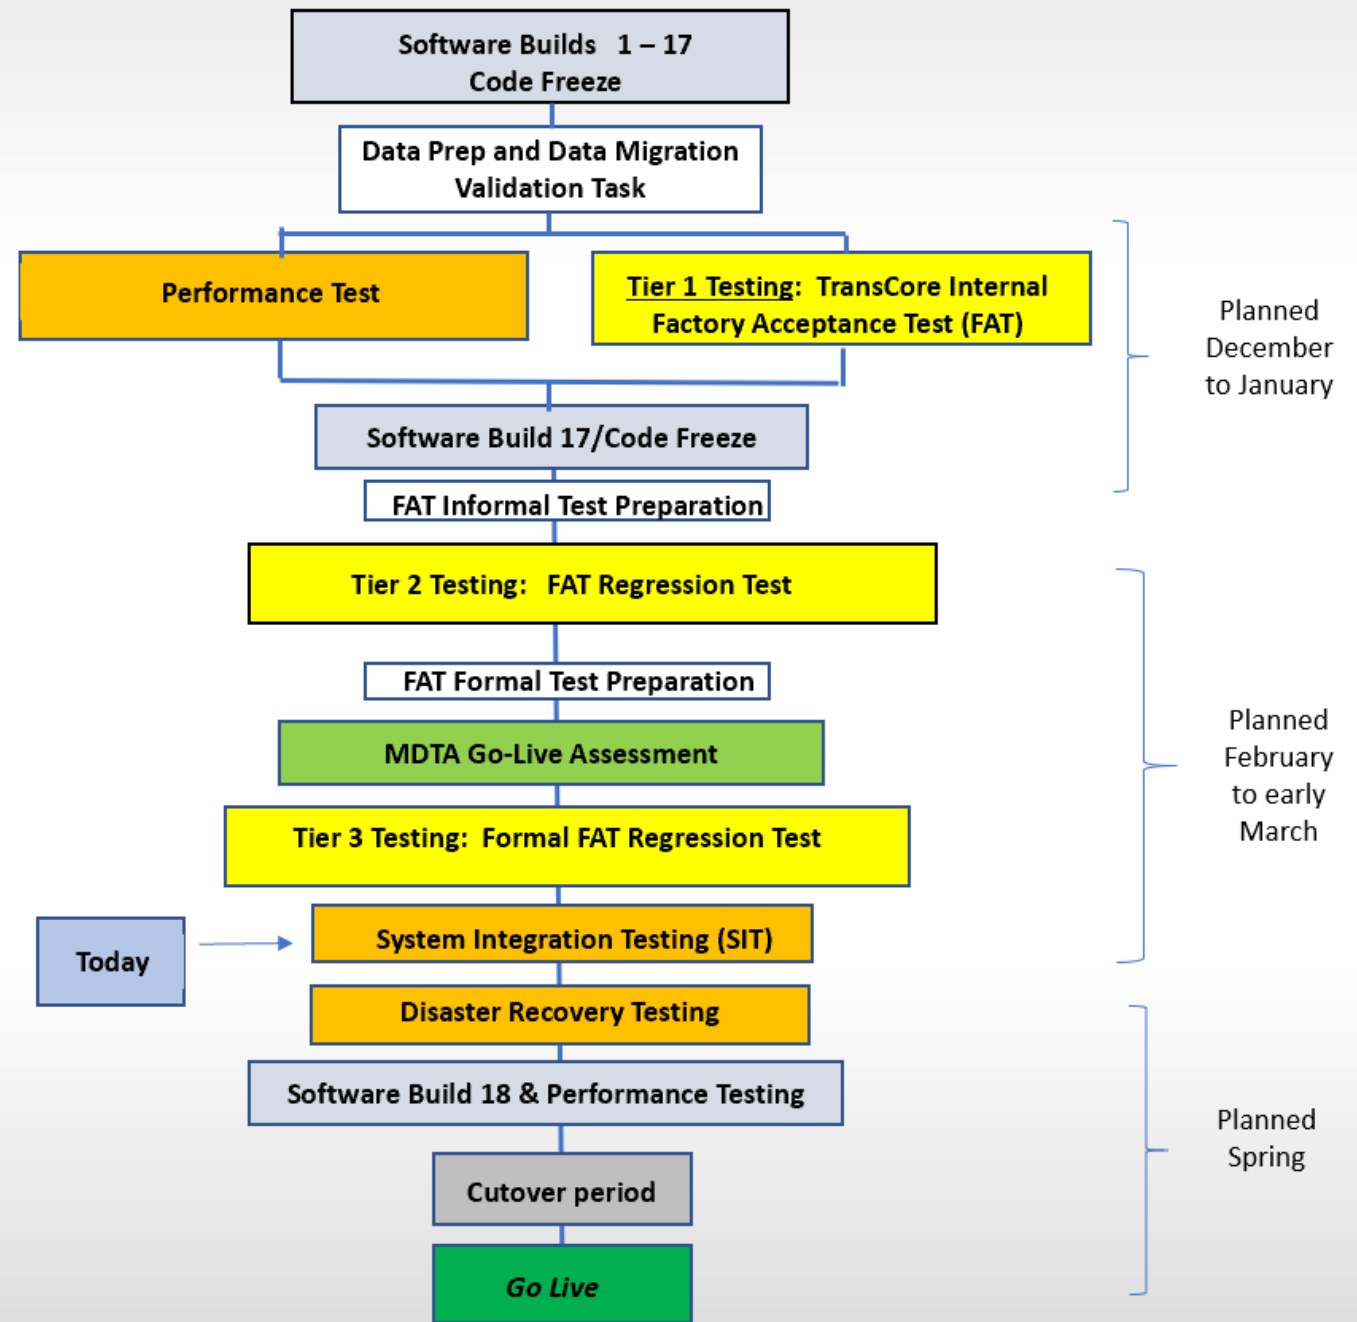 Software Builds 1 – 17
Code Freeze
Data Prep and Data Migration
Validation Task
Performance Test
Tier 1 Testing: TransCore Internal
Factory Acceptance Test (FAT)
Planned
December
to January
Software Build 17/Code Freeze
FAT Informal Test Preparation
Tier 2 Testing: FAT Regression Test
FAT Formal Test Preparation
MDTA Go-Live Assessment
Planned
February
to early
March
Tier 3 Testing: Formal FAT Regression Test
Today
System Integration Testing (SIT)
Disaster Recovery Testing
Software Build 18 & Performance Testing
Planned
Spring
Cutover period
Go Live